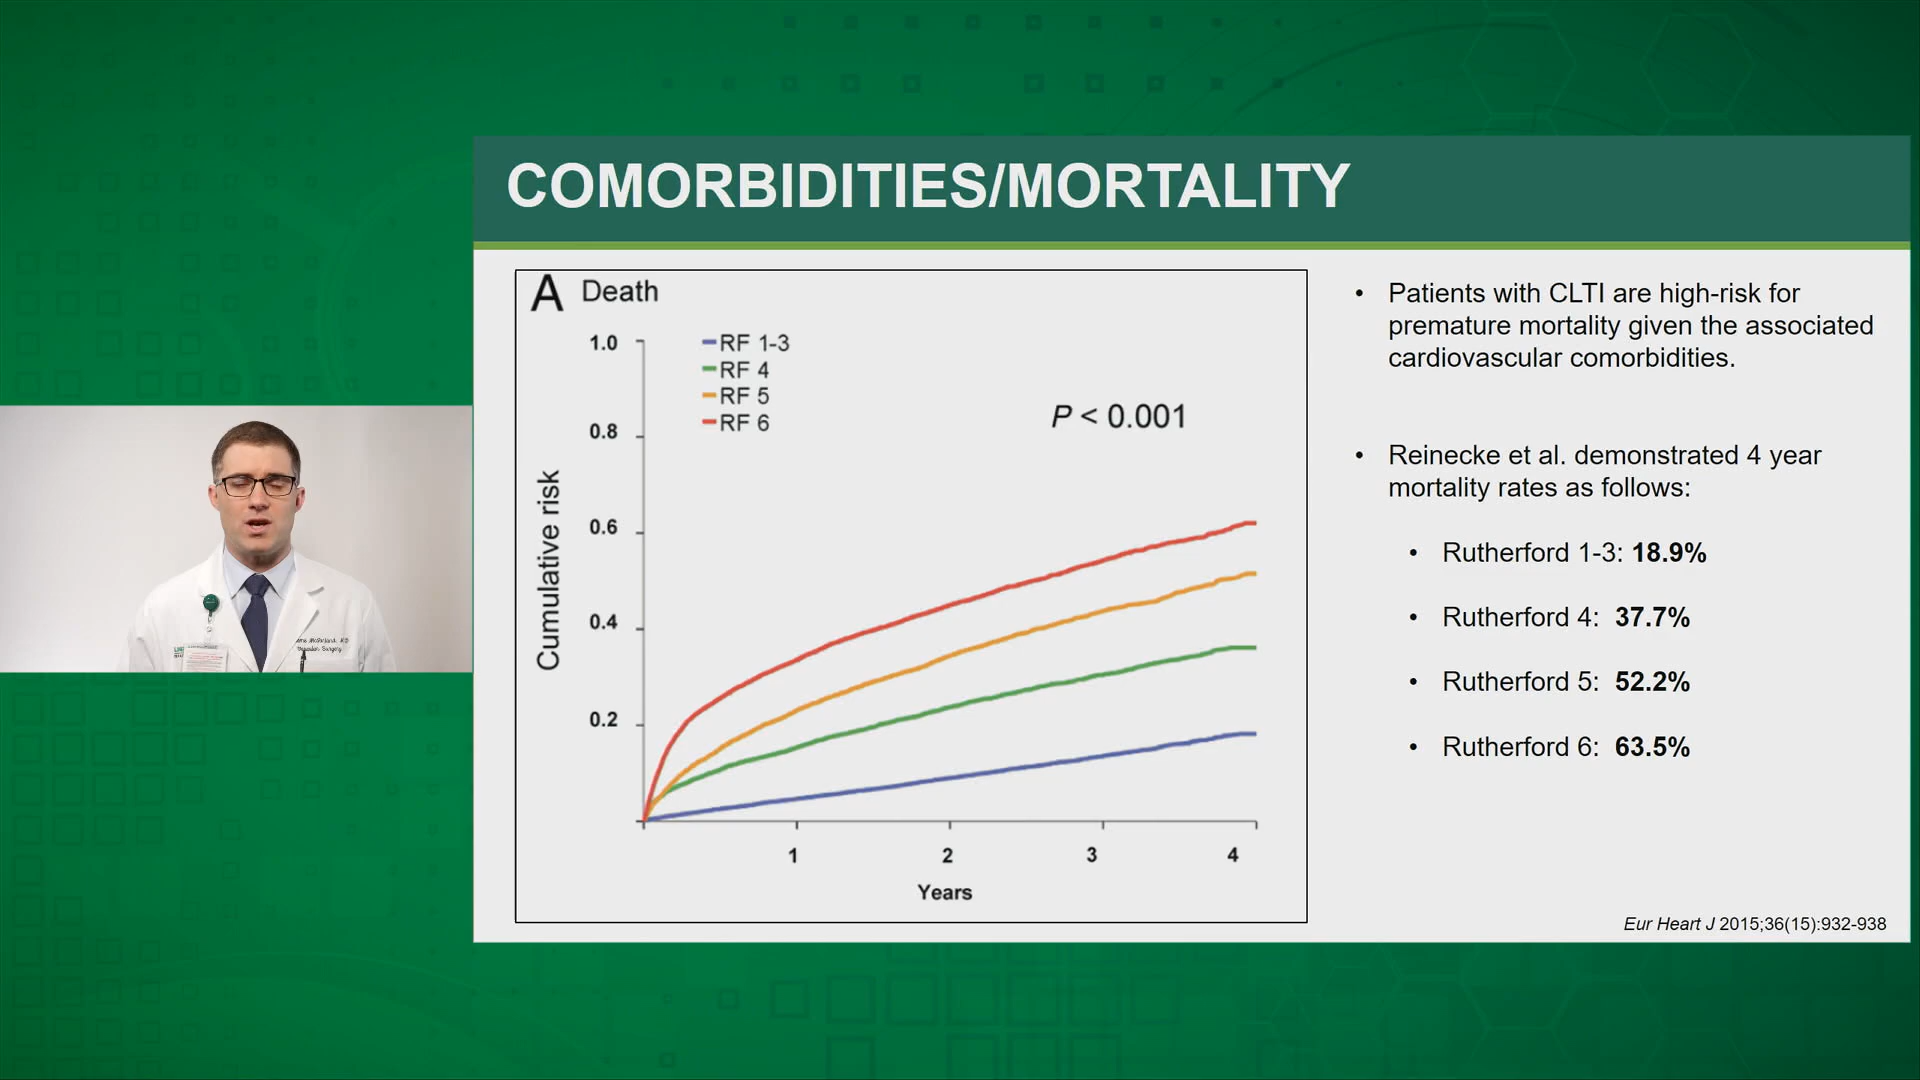 COMORBIDITIES/MORTALITY
A Death
1.0
0.8
0.6
0.4
0.2
RF 1-3
RF 4
RF 5
RF 6
P < 0.001
Cumulative risk
1 2 3 4
Years
• Patients with CLTI are high-risk for
premature mortality given the associated
cardiovascular comorbidities.
• Reinecke et al. demonstrated 4 year
mortality rates as follows:
• Rutherford 1-3: 18.9%
• Rutherford 4: 37.7%
• Rutherford 5: 52.2%
• Rutherford 6: 63.5%
Eur Heart J 2015;36(15):932-938
Surgery